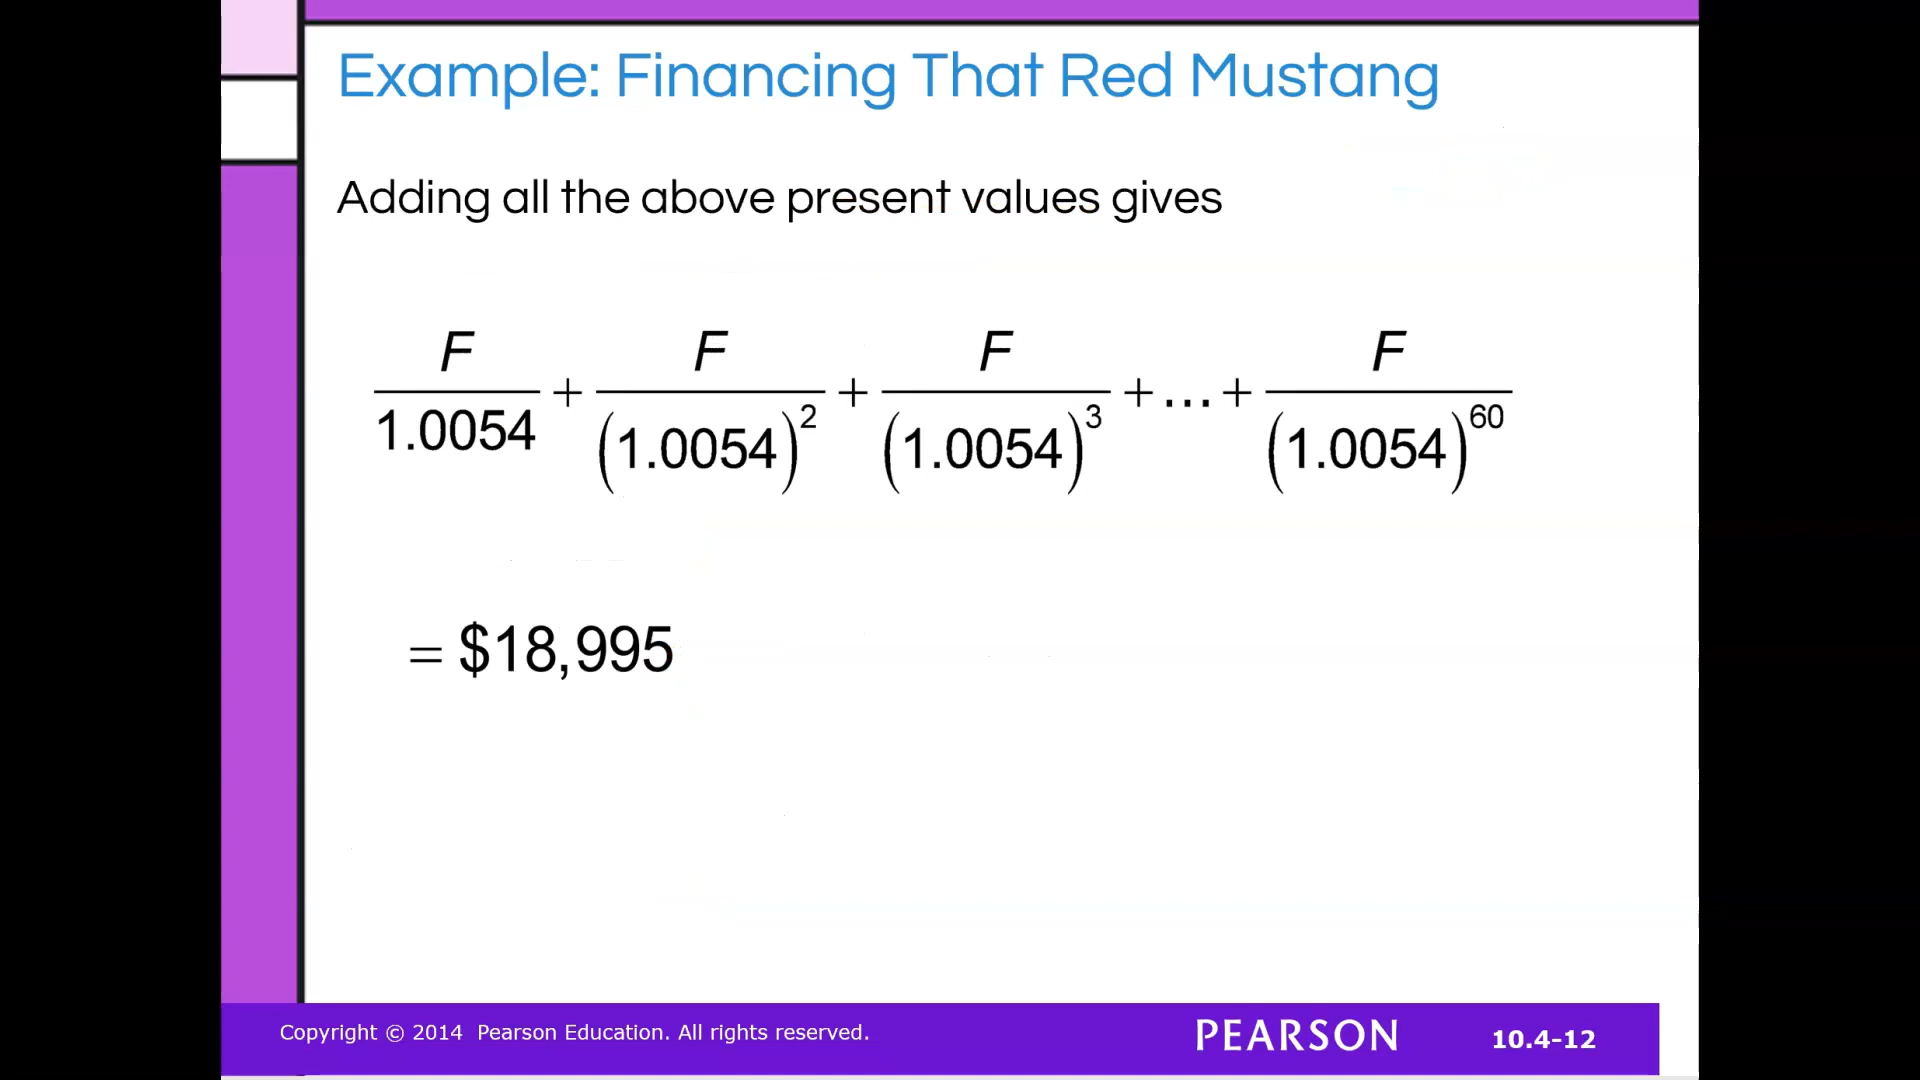 Example: Financing That Red Mustang
Adding all the above present values gives
F/1.0054 + F/(1.0054)^2 + F/(1.0054)^3 + ... + F/(1.0054)^60
= $18,995
Copyright © 2014 Pearson Education. All rights reserved.
PEARSON
10.4-12